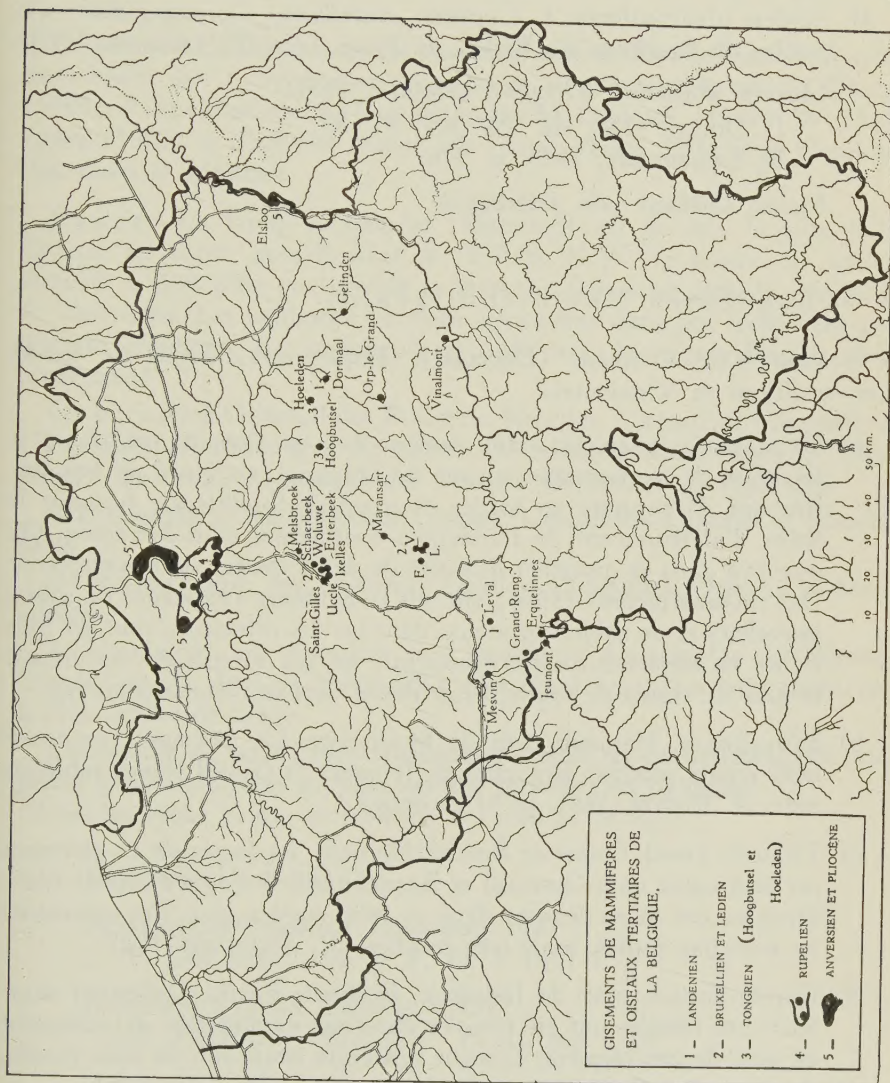 Elsloo
5
Gelinden
1
Hoeleden
3
Dormaal
1
Hoogbutsel
3
Orp-le-Grand
1
Vinalmont
1
5
4
5
Melsbroek
Schaerbeek
Woluwe
Etterbeek
2
Saint-Gilles
Uccle
Ixelles
Maransart
2
V.
F.
L.
Leval
1
Mesvin
1
Grand-Reng
1
Erquelinnes
1
Jeumont
10 20 30 40 50 km.
GISEMENTS DE MAMMIFÈRES
ET OISEAUX TERTIAIRES DE
LA BELGIQUE.
1 _ LANDENIEN
2 _ BRUXELLIEN ET LEDIEN
3 _ TONGRIEN (Hoogbutsel et
Hoeleden)
4 _ RUPELIEN
5 _ ANVERSIEN ET PLIOCÈNE